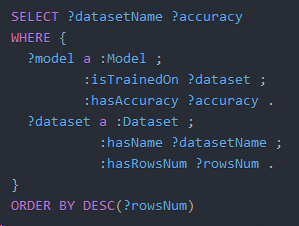 SELECT ?datasetName ?accuracy
WHERE {
  ?model a :Model ;
         :isTrainedOn ?dataset ;
         :hasAccuracy ?accuracy .
  ?dataset a :Dataset ;
           :hasName ?datasetName ;
           :hasRowsNum ?rowsNum .
}
ORDER BY DESC(?rowsNum)